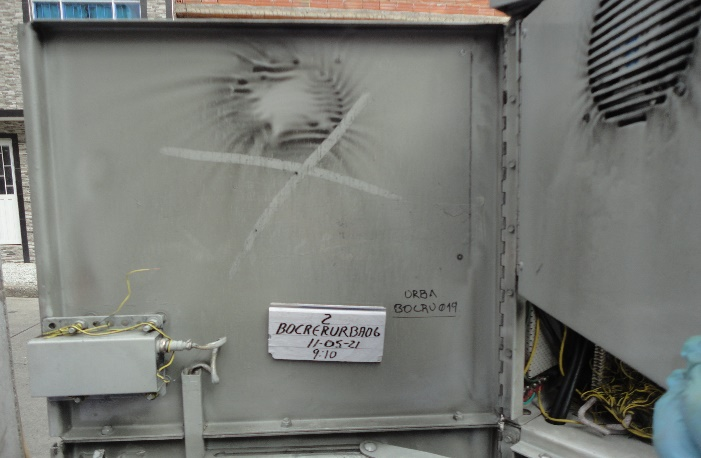 ORBA
BOCRU019
2
BOCRERURBA06
11-05-21
9:10